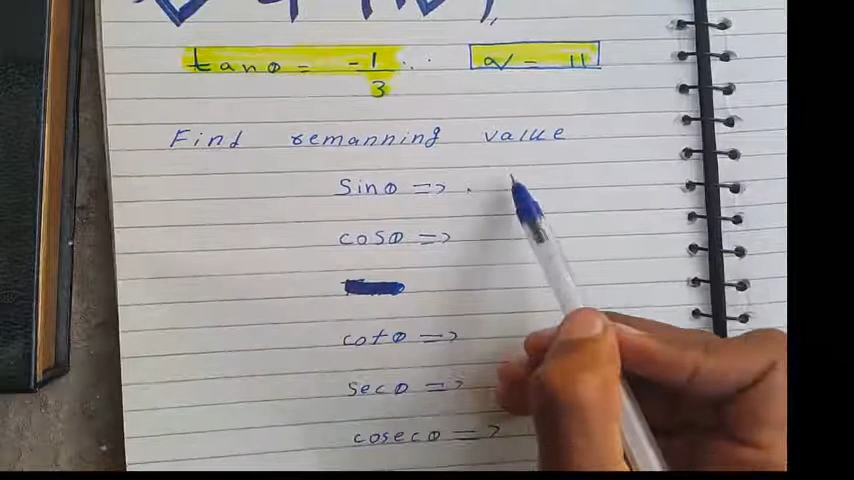 tanθ = -1/3
Q/ = II
Find remanning value
Sinθ =>
cosθ =>
cotθ =>
secθ =>
cosecθ =>